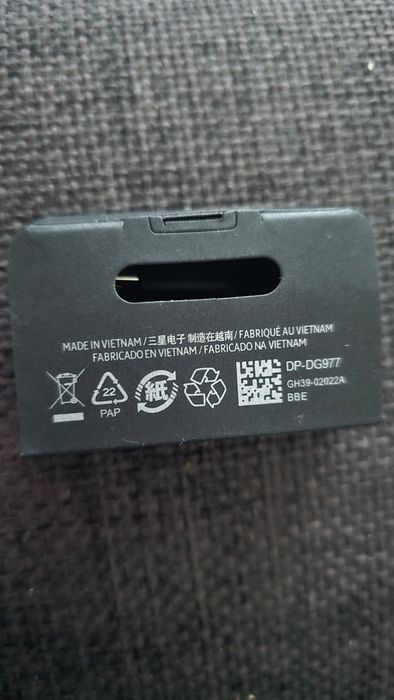 MADE IN VIETNAM / 三星电子 制造在越南 / FABRIQUÉ AU VIETNAM
FABRICADO EN VIETNAM / FABRICADO NA VIETNAM
22
PAP
紙
DP-DG977
GH39-02022A
BBE